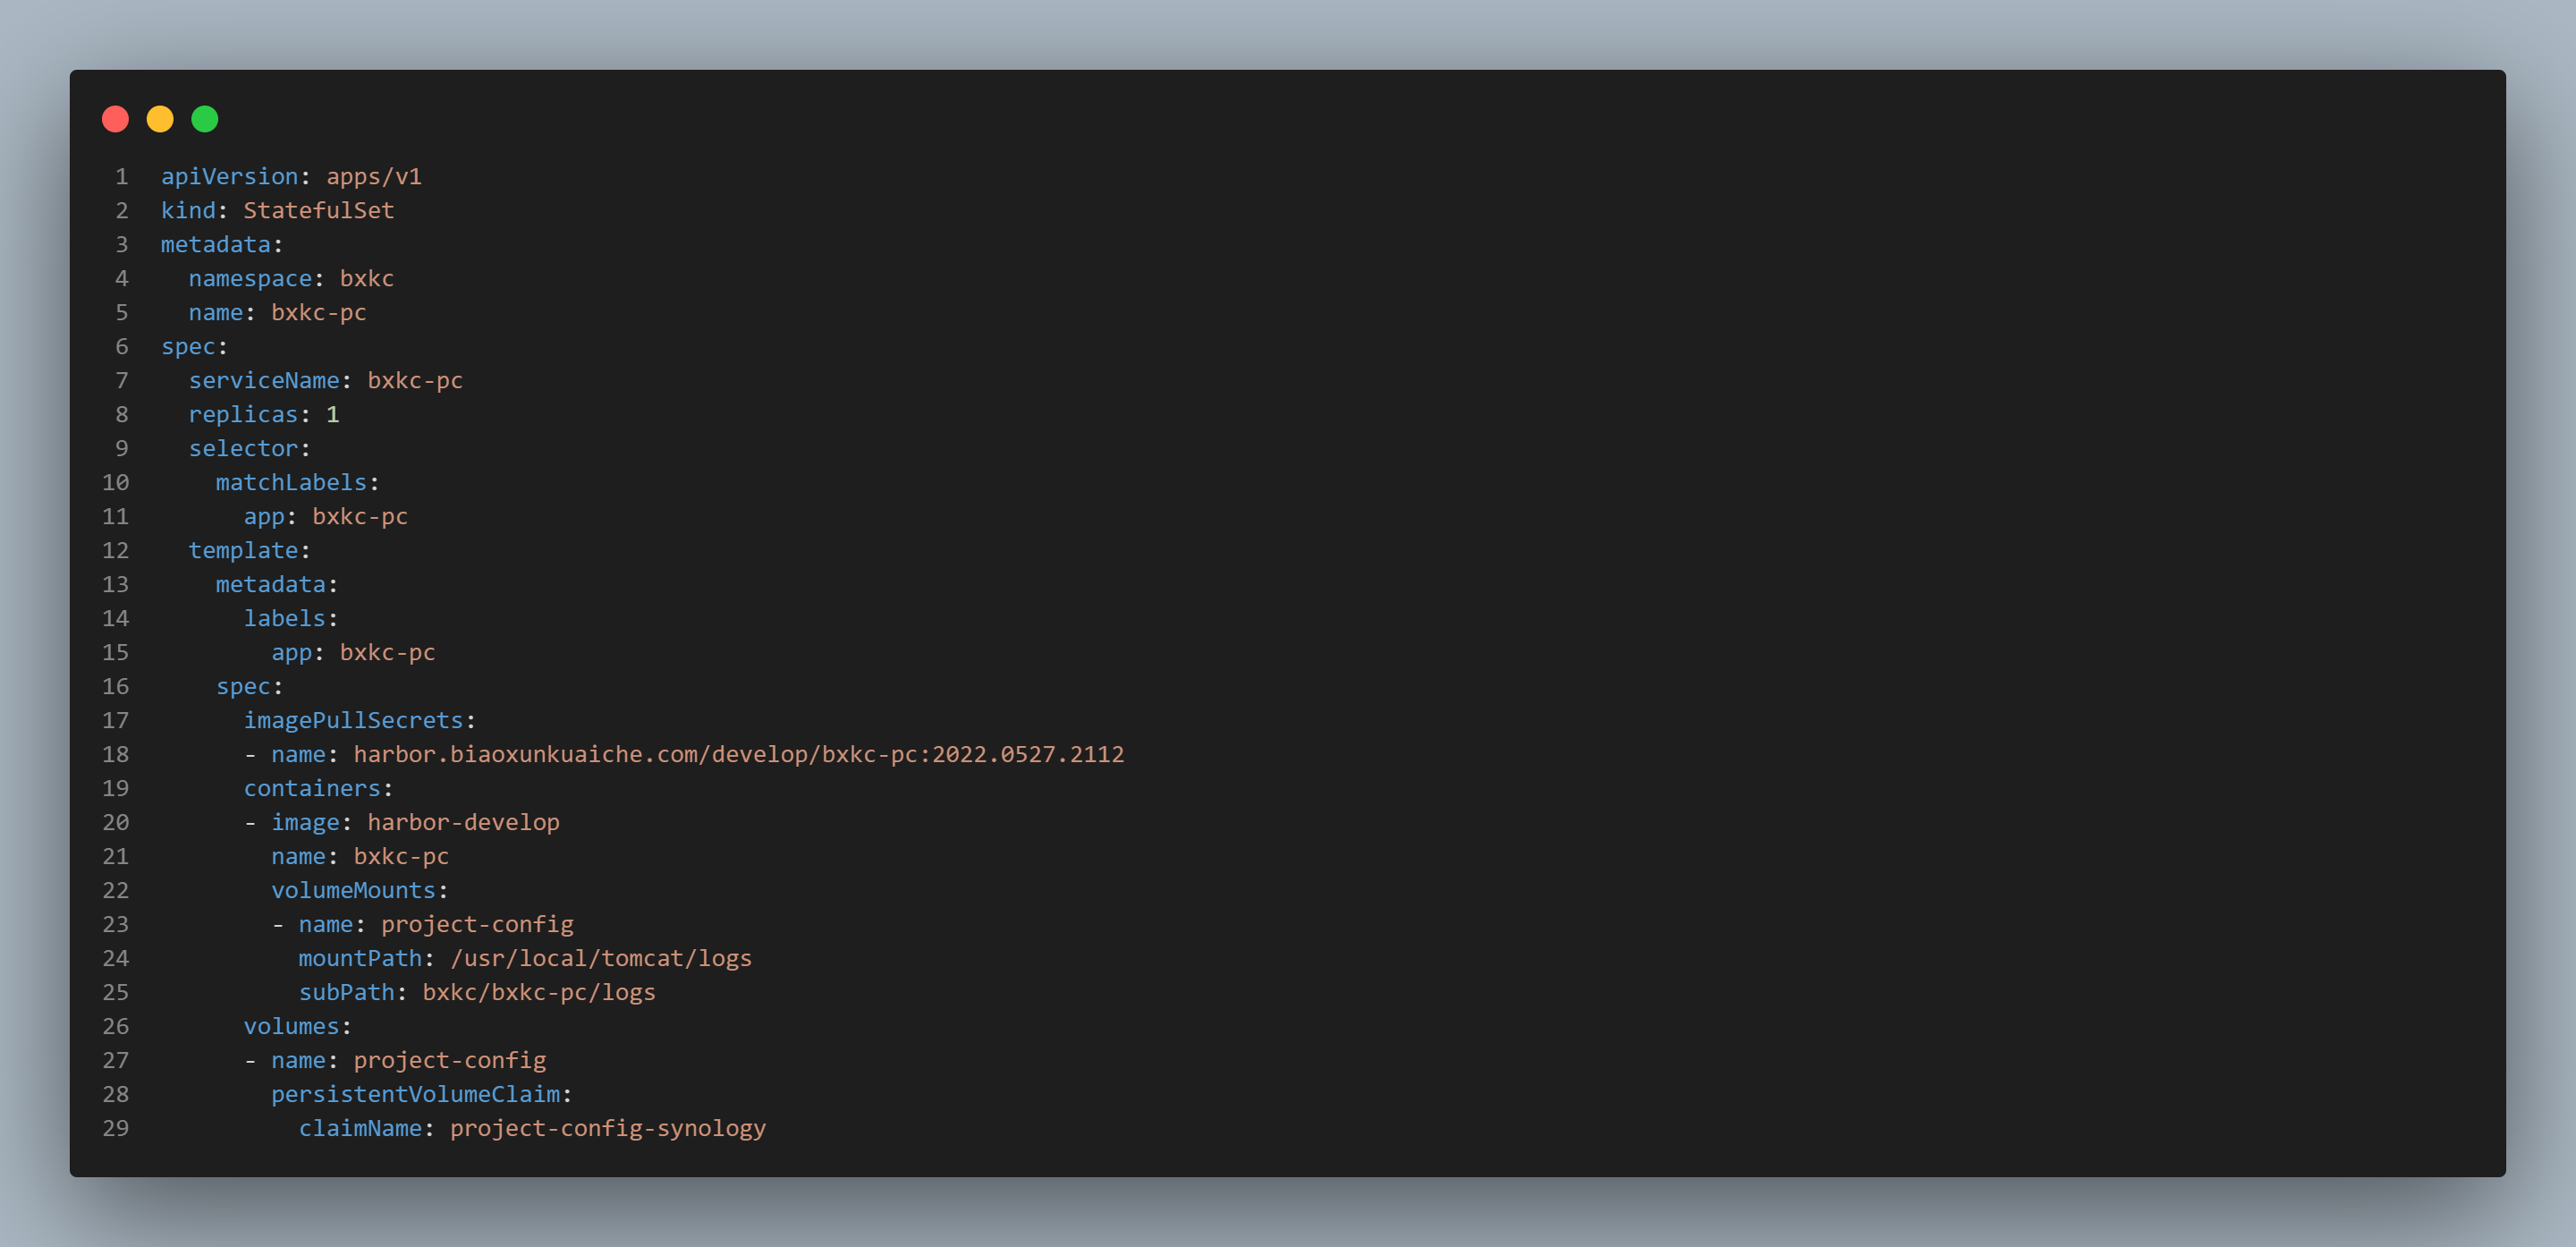 1 apiVersion: apps/v1
2 kind: StatefulSet
3 metadata:
4   namespace: bxkc
5   name: bxkc-pc
6 spec:
7   serviceName: bxkc-pc
8   replicas: 1
9   selector:
10     matchLabels:
11       app: bxkc-pc
12   template:
13     metadata:
14       labels:
15         app: bxkc-pc
16     spec:
17       imagePullSecrets:
18       - name: harbor.biaoxunkuaiche.com/develop/bxkc-pc:2022.0527.2112
19       containers:
20       - image: harbor-develop
21         name: bxkc-pc
22         volumeMounts:
23         - name: project-config
24           mountPath: /usr/local/tomcat/logs
25           subPath: bxkc/bxkc-pc/logs
26       volumes:
27       - name: project-config
28         persistentVolumeClaim:
29           claimName: project-config-synology